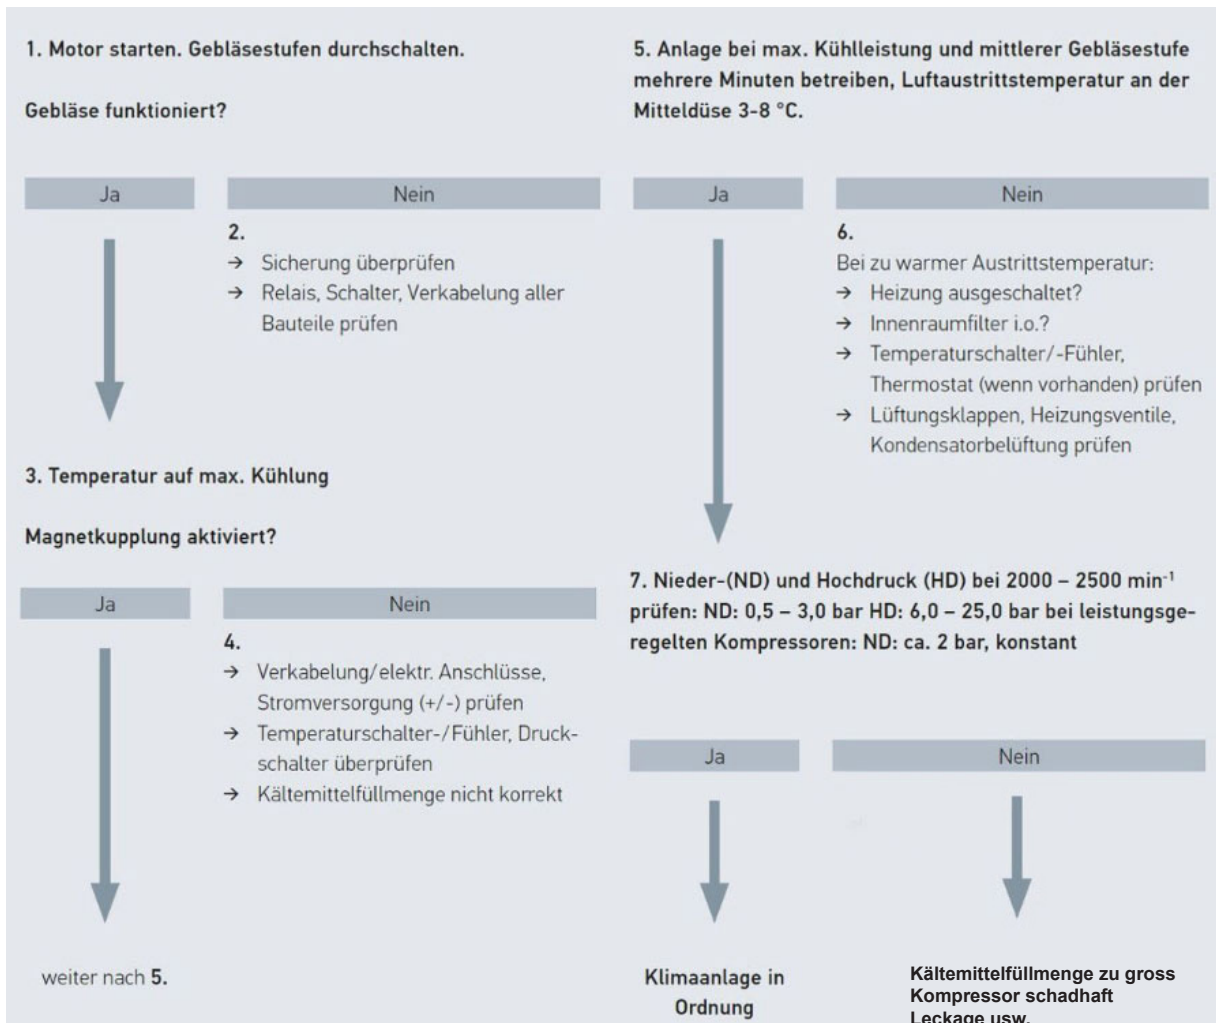 1. Motor starten. Gebläsestufen durchschalten.
Gebläse funktioniert?
Ja
Nein
2.
→ Sicherung überprüfen
→ Relais, Schalter, Verkabelung aller
Bauteile prüfen
3. Temperatur auf max. Kühlung
Magnetkupplung aktiviert?
Ja
Nein
4.
→ Verkabelung/elektr. Anschlüsse,
Stromversorgung (+/-) prüfen
→ Temperaturschalter-/Fühler, Druck-
schalter überprüfen
→ Kältemittelfüllmenge nicht korrekt
weiter nach 5.
5. Anlage bei max. Kühlleistung und mittlerer Gebläsestufe
mehrere Minuten betreiben, Luftaustrittstemperatur an der
Mitteldüse 3-8 °C.
Ja
Nein
6.
Bei zu warmer Austrittstemperatur:
→ Heizung ausgeschaltet?
→ Innenraumfilter i.o.?
→ Temperaturschalter/-Fühler,
Thermostat (wenn vorhanden) prüfen
→ Lüftungsklappen, Heizungsventile,
Kondensatorbelüftung prüfen
7. Nieder-(ND) und Hochdruck (HD) bei 2000 – 2500 min⁻¹
prüfen: ND: 0,5 – 3,0 bar HD: 6,0 – 25,0 bar bei leistungsge-
regelten Kompressoren: ND: ca. 2 bar, konstant
Ja
Nein
Klimaanlage in
Ordnung
Kältemittelfüllmenge zu gross
Kompressor schadhaft
Leckage usw.